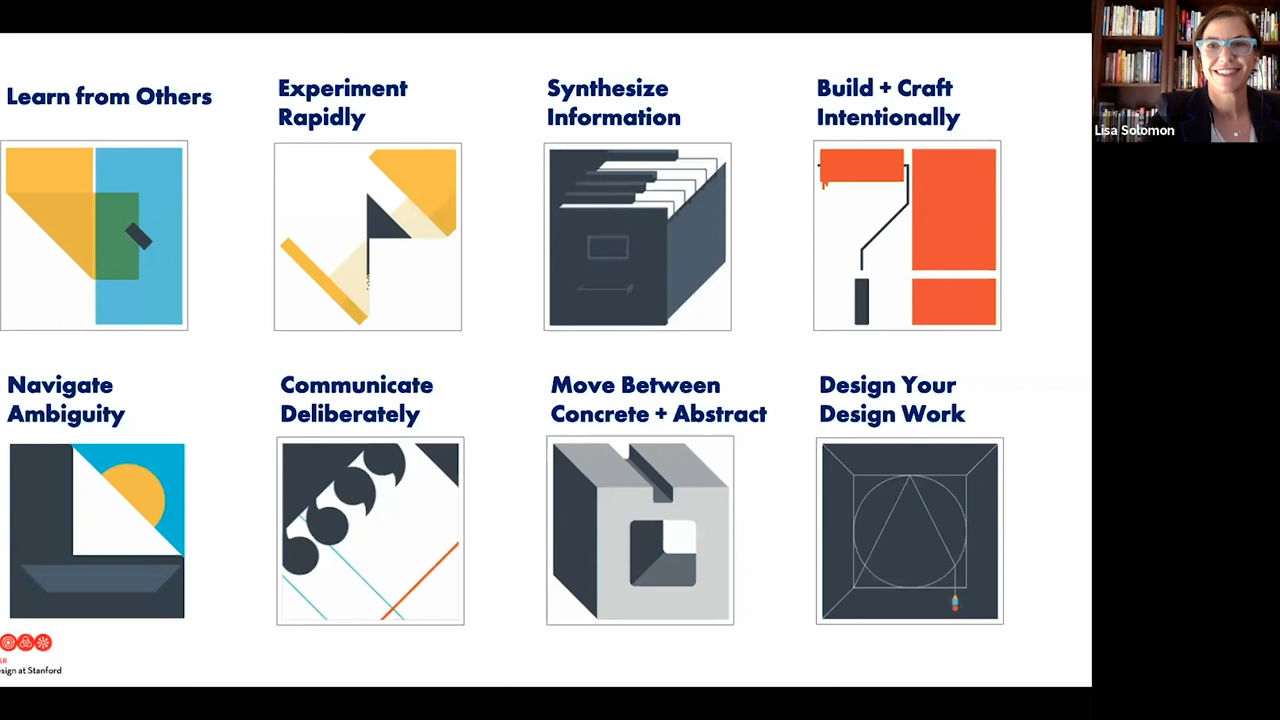 Learn from Others
Experiment
Rapidly
Synthesize
Information
Build + Craft
Intentionally
Lisa Solomon
Navigate
Ambiguity
Communicate
Deliberately
Move Between
Concrete + Abstract
Design Your
Design Work
esign at Stanford